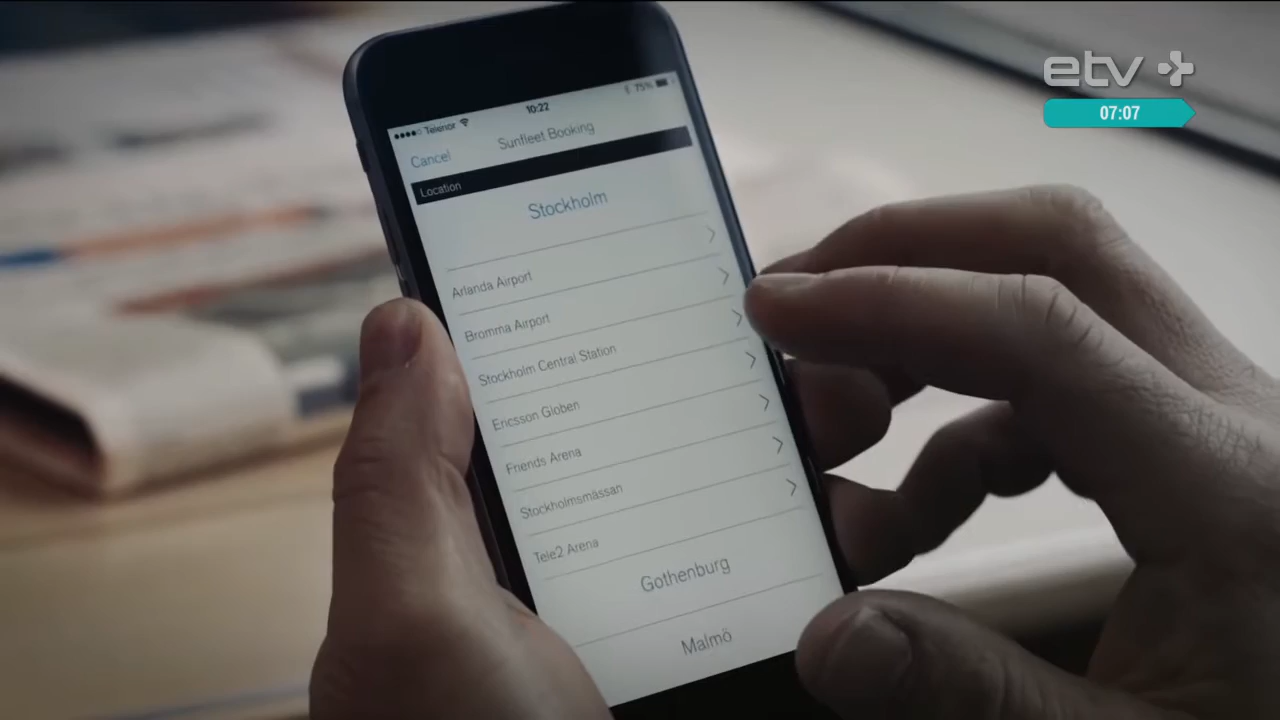 etv+
07:07
Telenor 10:22 75%
Cancel Sunfleet Booking
Location
Stockholm
Arlanda Airport
Bromma Airport
Stockholm Central Station
Ericsson Globen
Friends Arena
Stockholmsmässan
Tele2 Arena
Gothenburg
Malmö